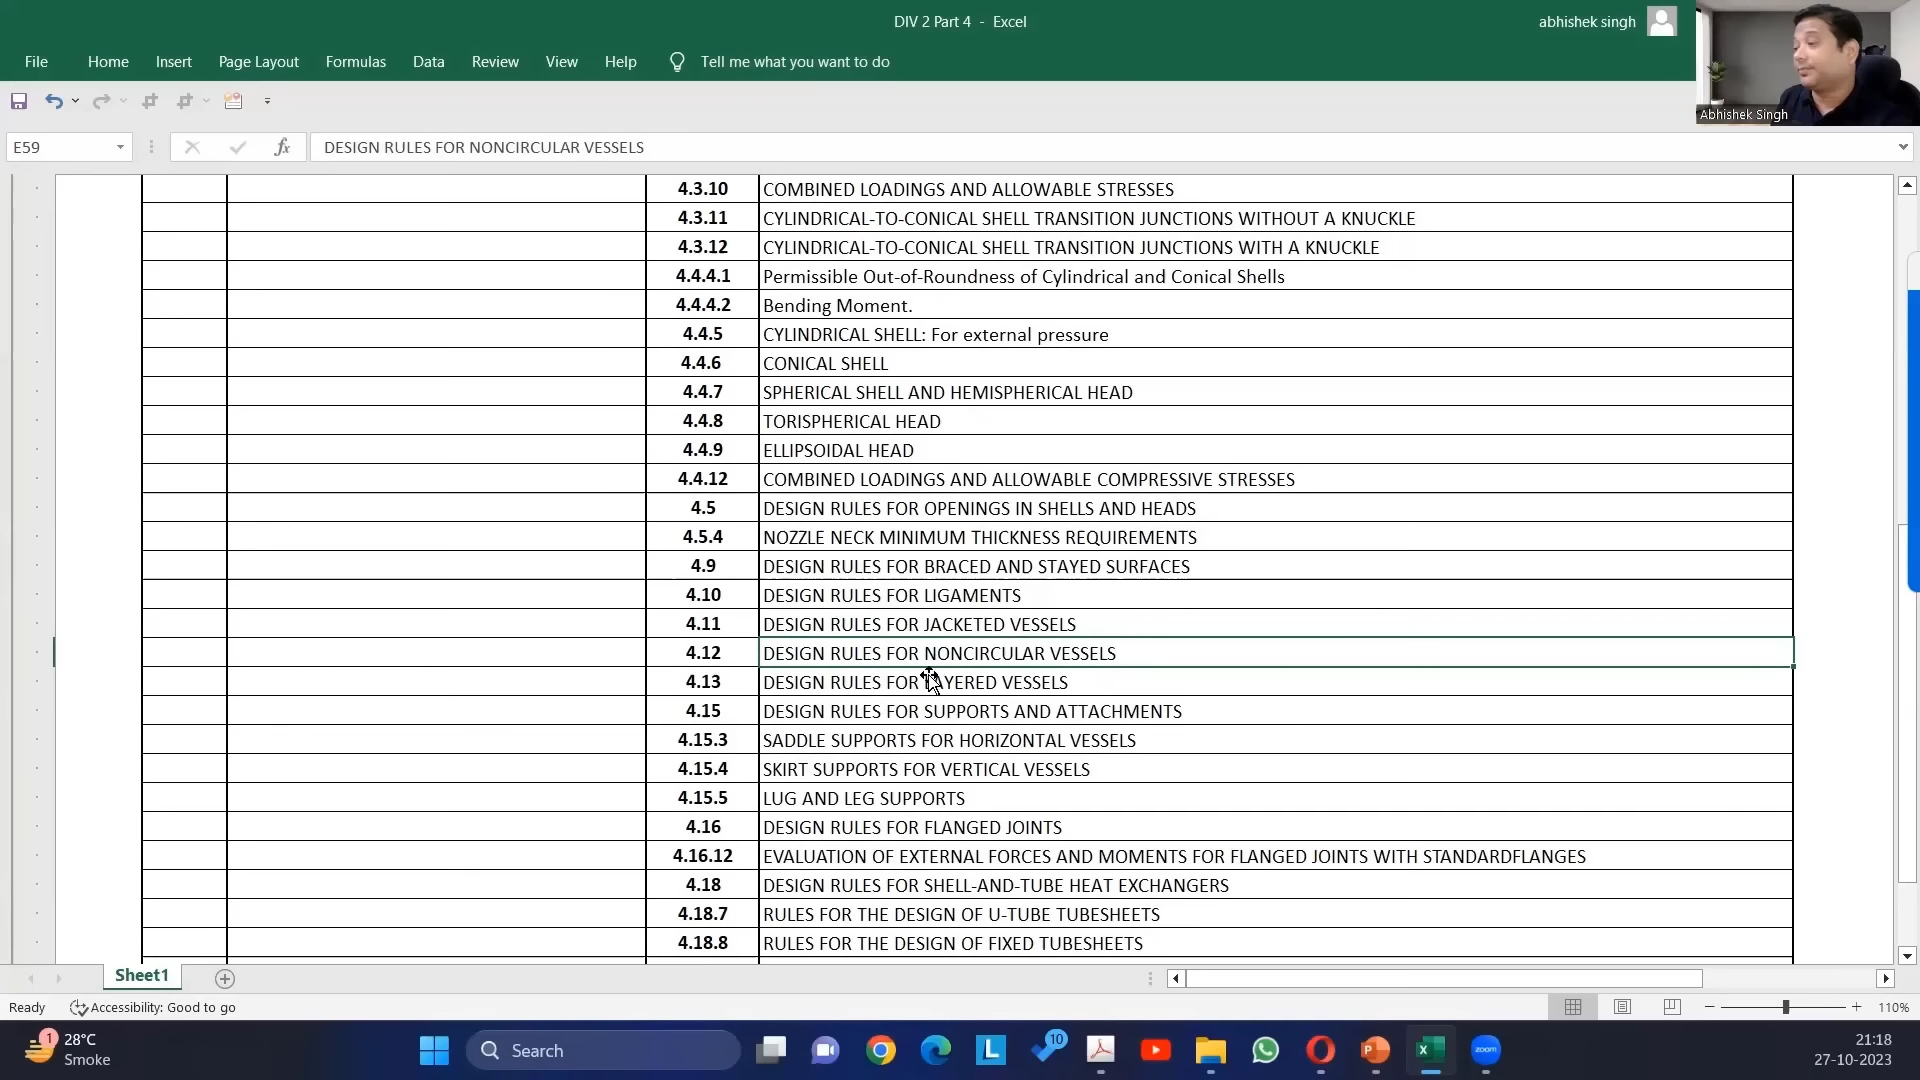 DIV 2 Part 4 - Excel
abhishek singh
File Home Insert Page Layout Formulas Data Review View Help Tell me what you want to do
Abhishek Singh
E59 fx DESIGN RULES FOR NONCIRCULAR VESSELS
4.3.10 COMBINED LOADINGS AND ALLOWABLE STRESSES
4.3.11 CYLINDRICAL-TO-CONICAL SHELL TRANSITION JUNCTIONS WITHOUT A KNUCKLE
4.3.12 CYLINDRICAL-TO-CONICAL SHELL TRANSITION JUNCTIONS WITH A KNUCKLE
4.4.4.1 Permissible Out-of-Roundness of Cylindrical and Conical Shells
4.4.4.2 Bending Moment.
4.4.5 CYLINDRICAL SHELL: For external pressure
4.4.6 CONICAL SHELL
4.4.7 SPHERICAL SHELL AND HEMISPHERICAL HEAD
4.4.8 TORISPHERICAL HEAD
4.4.9 ELLIPSOIDAL HEAD
4.4.12 COMBINED LOADINGS AND ALLOWABLE COMPRESSIVE STRESSES
4.5 DESIGN RULES FOR OPENINGS IN SHELLS AND HEADS
4.5.4 NOZZLE NECK MINIMUM THICKNESS REQUIREMENTS
4.9 DESIGN RULES FOR BRACED AND STAYED SURFACES
4.10 DESIGN RULES FOR LIGAMENTS
4.11 DESIGN RULES FOR JACKETED VESSELS
4.12 DESIGN RULES FOR NONCIRCULAR VESSELS
4.13 DESIGN RULES FOR LAYERED VESSELS
4.15 DESIGN RULES FOR SUPPORTS AND ATTACHMENTS
4.15.3 SADDLE SUPPORTS FOR HORIZONTAL VESSELS
4.15.4 SKIRT SUPPORTS FOR VERTICAL VESSELS
4.15.5 LUG AND LEG SUPPORTS
4.16 DESIGN RULES FOR FLANGED JOINTS
4.16.12 EVALUATION OF EXTERNAL FORCES AND MOMENTS FOR FLANGED JOINTS WITH STANDARDFLANGES
4.18 DESIGN RULES FOR SHELL-AND-TUBE HEAT EXCHANGERS
4.18.7 RULES FOR THE DESIGN OF U-TUBE TUBESHEETS
4.18.8 RULES FOR THE DESIGN OF FIXED TUBESHEETS
Sheet1
Ready Accessibility: Good to go 110%
1 28°C
Smoke
Search
L
10
zoom
21:18
27-10-2023